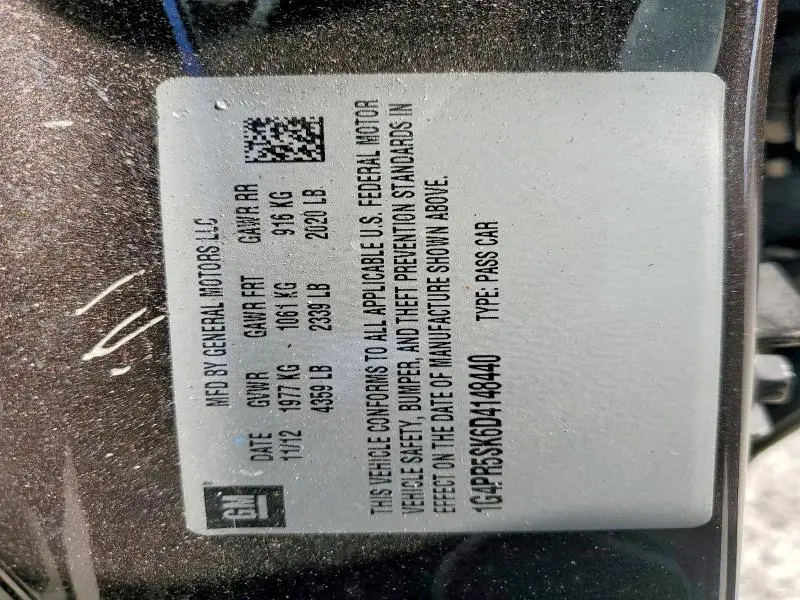 GM
MFD BY GENERAL MOTORS LLC
DATE GVWR GAWR FRT GAWR RR
11/12 1977 KG 1061 KG 916 KG
4359 LB 2339 LB 2020 LB
THIS VEHICLE CONFORMS TO ALL APPLICABLE U.S. FEDERAL MOTOR
VEHICLE SAFETY, BUMPER, AND THEFT PREVENTION STANDARDS IN
EFFECT ON THE DATE OF MANUFACTURE SHOWN ABOVE.
1G4PR5SK6D4148440 TYPE: PASS CAR